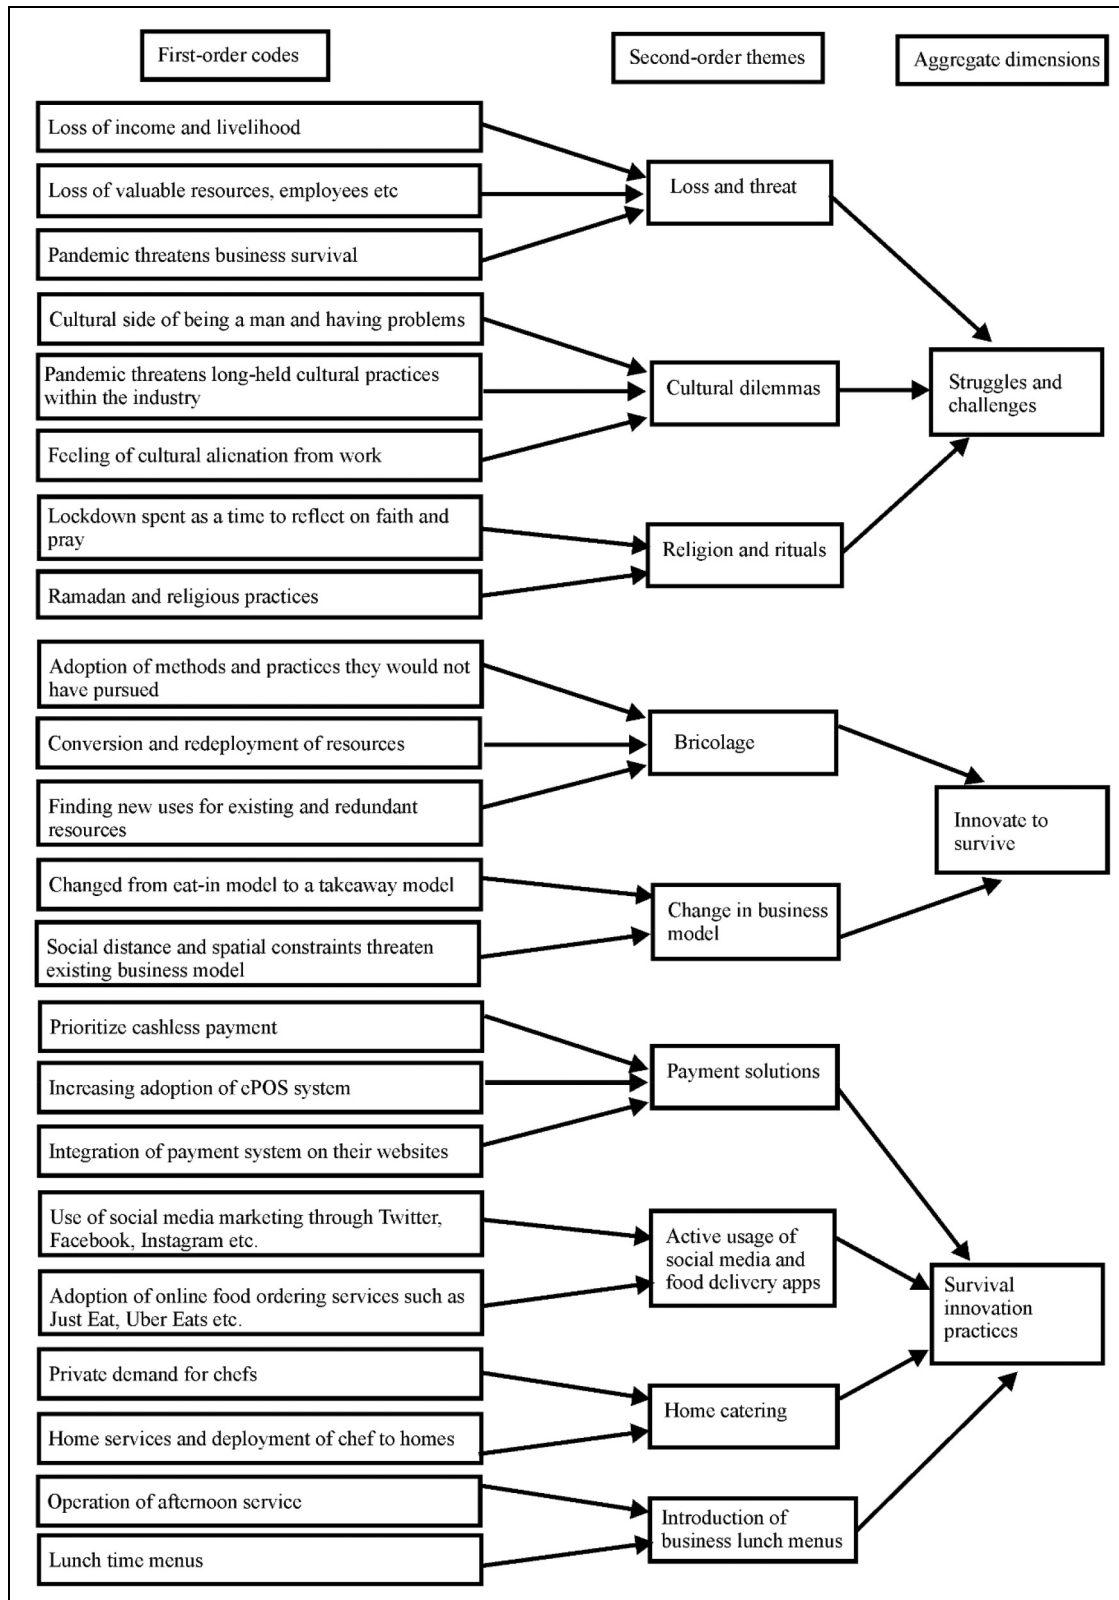 First-order codes
Second-order themes
Aggregate dimensions
Loss of income and livelihood
Loss of valuable resources, employees etc
Pandemic threatens business survival
Loss and threat
Cultural side of being a man and having problems
Pandemic threatens long-held cultural practices
within the industry
Feeling of cultural alienation from work
Cultural dilemmas
Lockdown spent as a time to reflect on faith and
pray
Ramadan and religious practices
Religion and rituals
Struggles and
challenges
Adoption of methods and practices they would not
have pursued
Conversion and redeployment of resources
Finding new uses for existing and redundant
resources
Bricolage
Changed from eat-in model to a takeaway model
Social distance and spatial constraints threaten
existing business model
Change in business
model
Innovate to
survive
Prioritize cashless payment
Increasing adoption of ePOS system
Integration of payment system on their websites
Payment solutions
Use of social media marketing through Twitter,
Facebook, Instagram etc.
Adoption of online food ordering services such as
Just Eat, Uber Eats etc.
Active usage of
social media and
food delivery apps
Private demand for chefs
Home services and deployment of chef to homes
Home catering
Operation of afternoon service
Lunch time menus
Introduction of
business lunch menus
Survival
innovation
practices